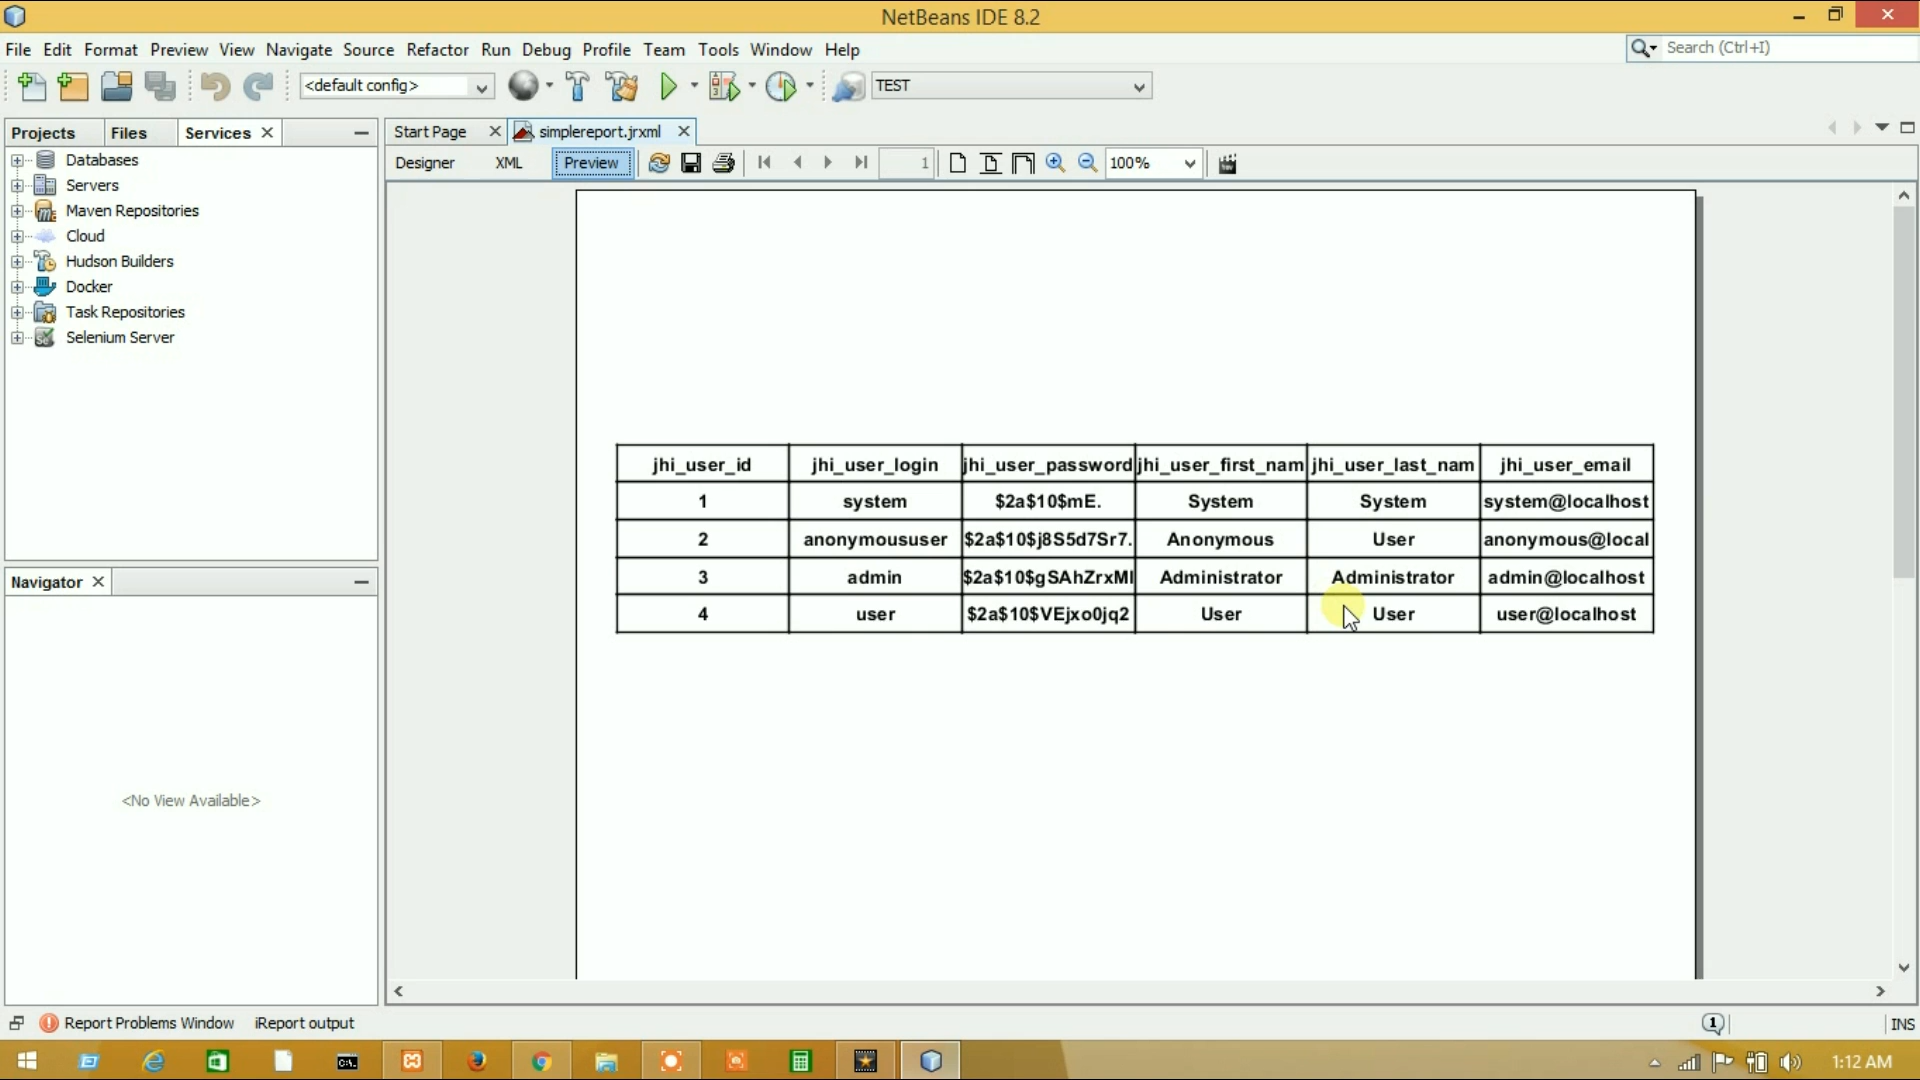 NetBeans IDE 8.2
File Edit Format Preview View Navigate Source Refactor Run Debug Profile Team Tools Window Help
Search (Ctrl+I)
<default config>
TEST
Projects Files Services
Start Page simplereport.jrxml
Designer XML Preview 1 100%
Databases
Servers
Maven Repositories
Cloud
Hudson Builders
Docker
Task Repositories
Selenium Server
Navigator
<No View Available>
jhi_user_id jhi_user_login jhi_user_password jhi_user_first_nam jhi_user_last_nam jhi_user_email
1 system $2a$10$mE. System System system@localhost
2 anonymoususer $2a$10$j8S5d7Sr7. Anonymous User anonymous@local
3 admin $2a$10$gSAhZrxMl Administrator Administrator admin@localhost
4 user $2a$10$VEjxo0jq2 User User user@localhost
Report Problems Window iReport output
1 INS
1:12 AM